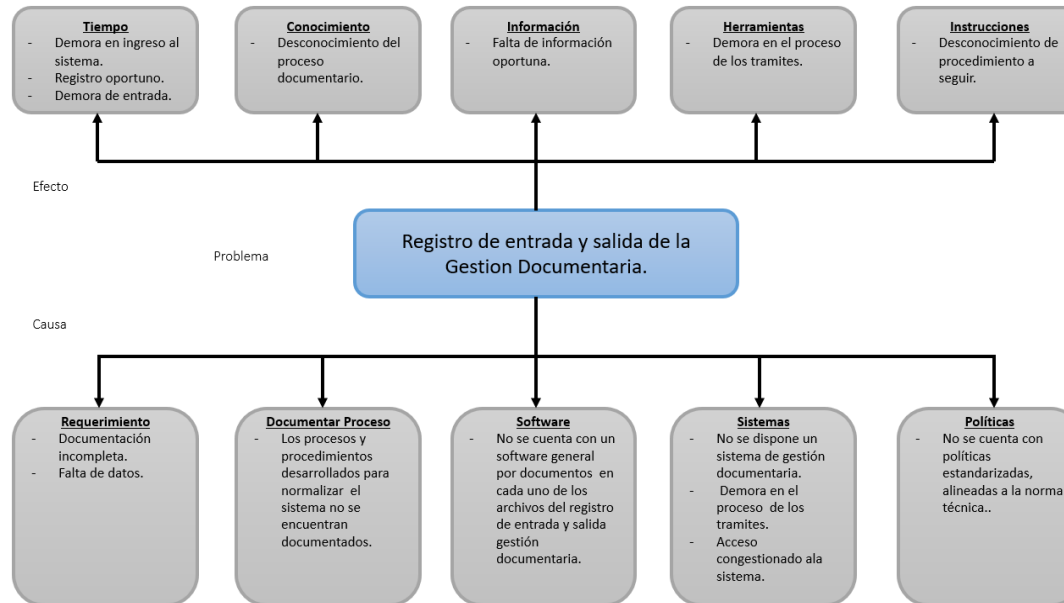 Tiempo
- Demora en ingreso al
sistema.
- Registro oportuno.
- Demora de entrada.
Conocimiento
- Desconocimiento del
proceso
documentario.
Información
- Falta de información
oportuna.
Herramientas
- Demora en el proceso
de los tramites.
Instrucciones
- Desconocimiento de
procedimiento a
seguir.
Efecto
Problema
Registro de entrada y salida de la
Gestion Documentaria.
Causa
Requerimiento
- Documentación
incompleta.
- Falta de datos.
Documentar Proceso
- Los procesos y
procedimientos
desarrollados para
normalizar el
sistema no se
encuentran
documentados.
Software
- No se cuenta con un
software general
por documentos en
cada uno de los
archivos del registro
de entrada y salida
gestión
documentaria.
Sistemas
- No se dispone un
sistema de gestión
documentaria.
- Demora en el
proceso de los
tramites.
- Acceso
congestionado ala
sistema.
Políticas
- No se cuenta con
políticas
estandarizadas,
alineadas a la norma
técnica..